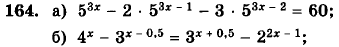 164. а) 5^{3x} − 2 · 5^{3x − 1} − 3 · 5^{3x − 2} = 60;
б) 4^x − 3^{x − 0,5} = 3^{x + 0,5} − 2^{2x − 1};